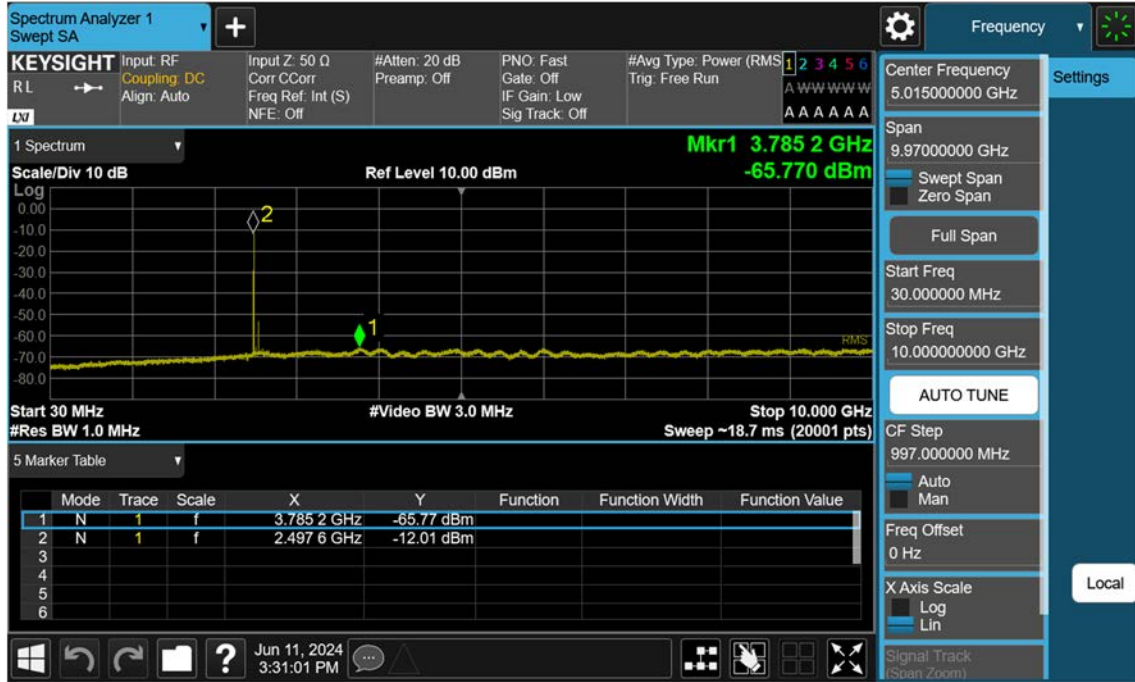 Spectrum Analyzer 1
Swept SA
+
Frequency
KEYSIGHT
RL
LXI
Input: RF
Coupling: DC
Align: Auto
Input Z: 50 Ω
Corr CCorr
Freq Ref: Int (S)
NFE: Off
#Atten: 20 dB
Preamp: Off
PNO: Fast
Gate: Off
IF Gain: Low
Sig Track: Off
#Avg Type: Power (RMS
Trig: Free Run
1 2 3 4 5 6
A W W W W W
A A A A A A
1 Spectrum
Scale/Div 10 dB
Ref Level 10.00 dBm
Mkr1 3.785 2 GHz
-65.770 dBm
Log
0.00
-10.0
-20.0
-30.0
-40.0
-50.0
-60.0
-70.0
-80.0
2
1
RMS
Start 30 MHz
#Video BW 3.0 MHz
Stop 10.000 GHz
#Res BW 1.0 MHz
Sweep ~18.7 ms (20001 pts)
5 Marker Table
Mode Trace Scale X Y Function Function Width Function Value
1 N 1 f 3.785 2 GHz -65.77 dBm
2 N 1 f 2.497 6 GHz -12.01 dBm
3
4
5
6
Jun 11, 2024
3:31:01 PM
?
Center Frequency
5.015000000 GHz
Span
9.97000000 GHz
Swept Span
Zero Span
Full Span
Start Freq
30.000000 MHz
Stop Freq
10.000000000 GHz
AUTO TUNE
CF Step
997.000000 MHz
Auto
Man
Freq Offset
0 Hz
X Axis Scale
Log
Lin
Signal Track
(Span Zoom)
Settings
Local